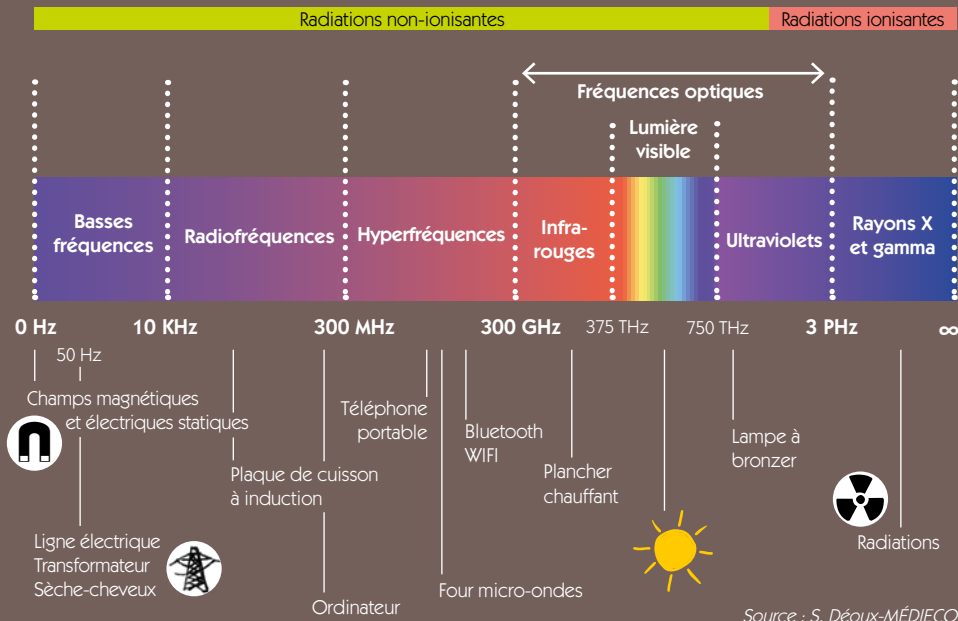 Radiations non-ionisantes
Radiations ionisantes
Fréquences optiques
Lumière
visible
Basses
fréquences
Radiofréquences
Hyperfréquences
Infra-
rouges
Ultraviolets
Rayons X
et gamma
0 Hz
10 KHz
300 MHz
300 GHz
375 THz
750 THz
3 PHz
∞
50 Hz
Champs magnétiques
et électriques statiques
Téléphone
portable
Bluetooth
WIFI
Lampe à
bronzer
Plaque de cuisson
à induction
Plancher
chauffant
Ligne électrique
Transformateur
Sèche-cheveux
Radiations
Four micro-ondes
Ordinateur
Source : S. Déoux-MÉDIECO